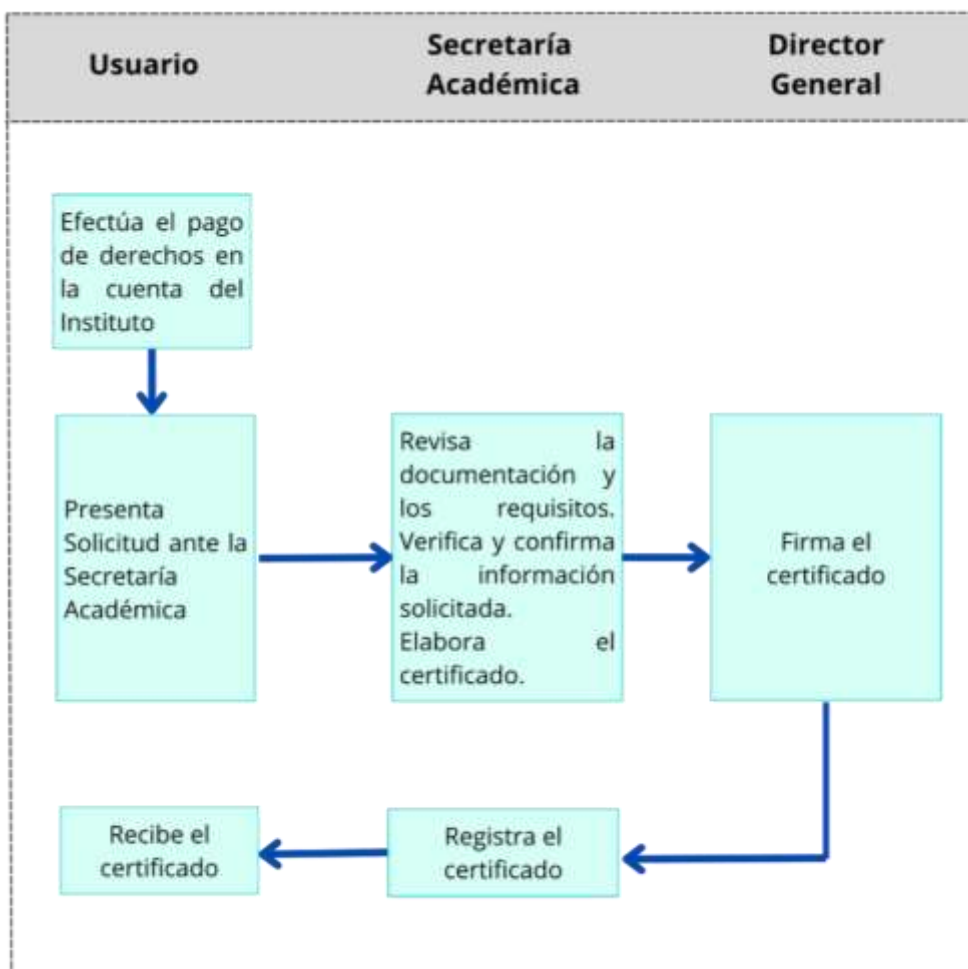 Usuario
Secretaría
Académica
Director
General
Efectúa el pago
de derechos en
la cuenta del
Instituto
Presenta
Solicitud ante la
Secretaría
Académica
Revisa la
documentación y
los requisitos.
Verifica y confirma
la información
solicitada.
Elabora el
certificado.
Firma el
certificado
Recibe el
certificado
Registra el
certificado